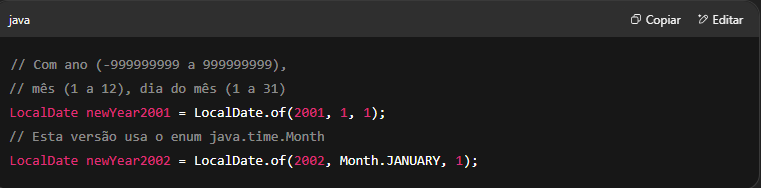 java
Copiar
Editar
// Com ano (-999999999 a 999999999),
// mês (1 a 12), dia do mês (1 a 31)
LocalDate newYear2001 = LocalDate.of(2001, 1, 1);
// Esta versão usa o enum java.time.Month
LocalDate newYear2002 = LocalDate.of(2002, Month.JANUARY, 1);